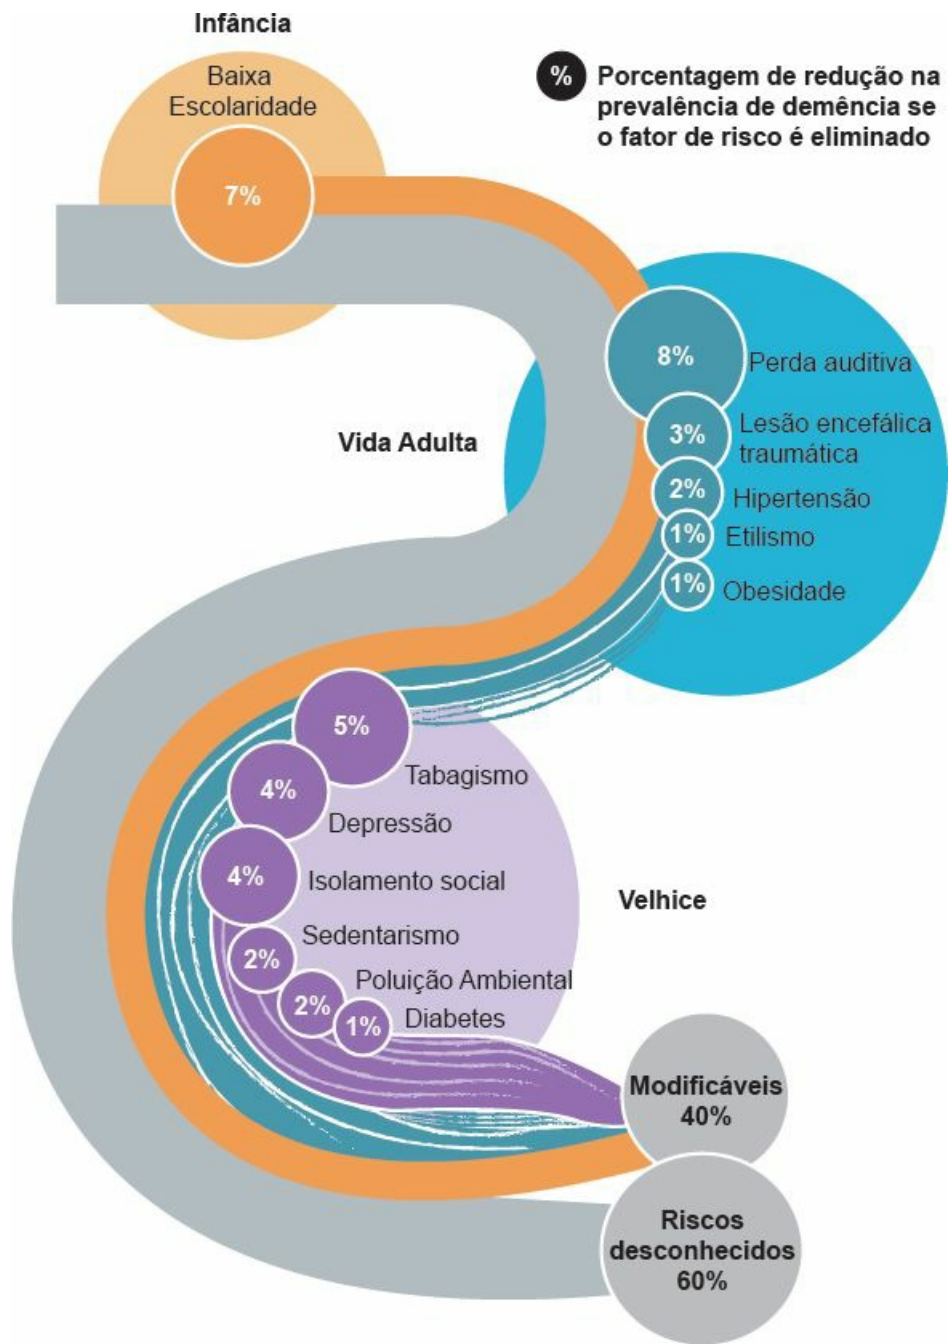 Infância
Baixa
Escolaridade
7%
% Porcentagem de redução na
prevalência de demência se
o fator de risco é eliminado
Vida Adulta
8% Perda auditiva
3% Lesão encefálica
traumática
2% Hipertensão
1% Etilismo
1% Obesidade
5% Tabagismo
4% Depressão
4% Isolamento social
Velhice
2% Sedentarismo
2% Poluição Ambiental
1% Diabetes
Modificáveis
40%
Riscos
desconhecidos
60%